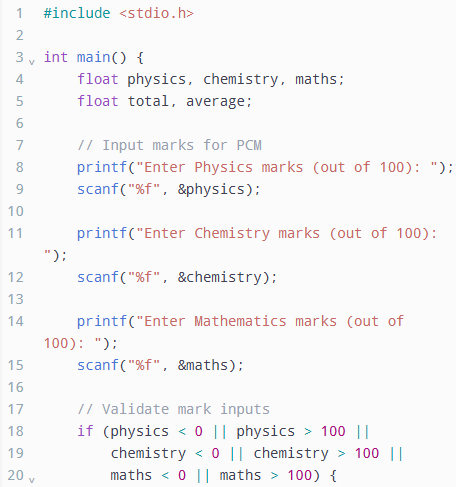 1 #include <stdio.h>
2
3 int main() {
4     float physics, chemistry, maths;
5     float total, average;
6
7     // Input marks for PCM
8     printf("Enter Physics marks (out of 100): ");
9     scanf("%f", &physics);
10
11     printf("Enter Chemistry marks (out of 100):
");
12     scanf("%f", &chemistry);
13
14     printf("Enter Mathematics marks (out of
100): ");
15     scanf("%f", &maths);
16
17     // Validate mark inputs
18     if (physics < 0 || physics > 100 ||
19         chemistry < 0 || chemistry > 100 ||
20         maths < 0 || maths > 100) {